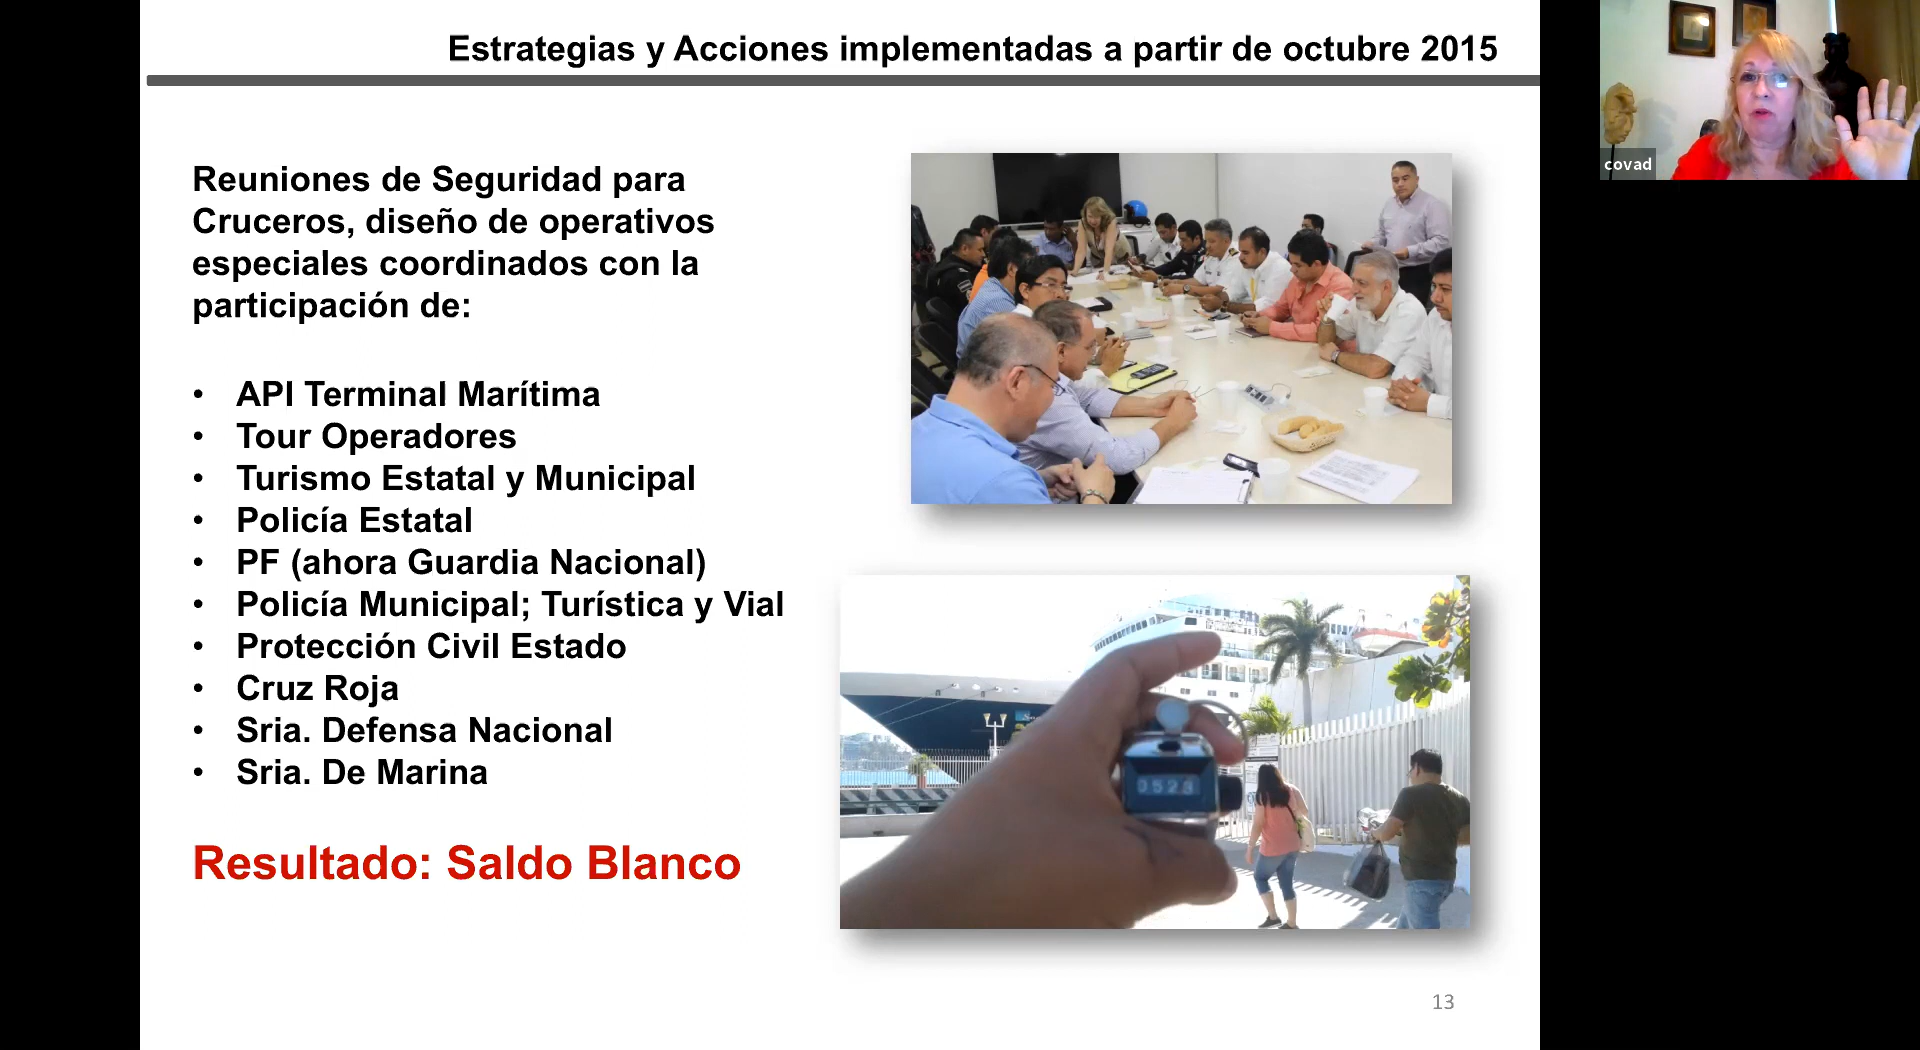 Estrategias y Acciones implementadas a partir de octubre 2015
covad
Reuniones de Seguridad para
Cruceros, diseño de operativos
especiales coordinados con la
participación de:
• API Terminal Marítima
• Tour Operadores
• Turismo Estatal y Municipal
• Policía Estatal
• PF (ahora Guardia Nacional)
• Policía Municipal; Turística y Vial
• Protección Civil Estado
• Cruz Roja
• Sria. Defensa Nacional
• Sria. De Marina
Resultado: Saldo Blanco
0523
13